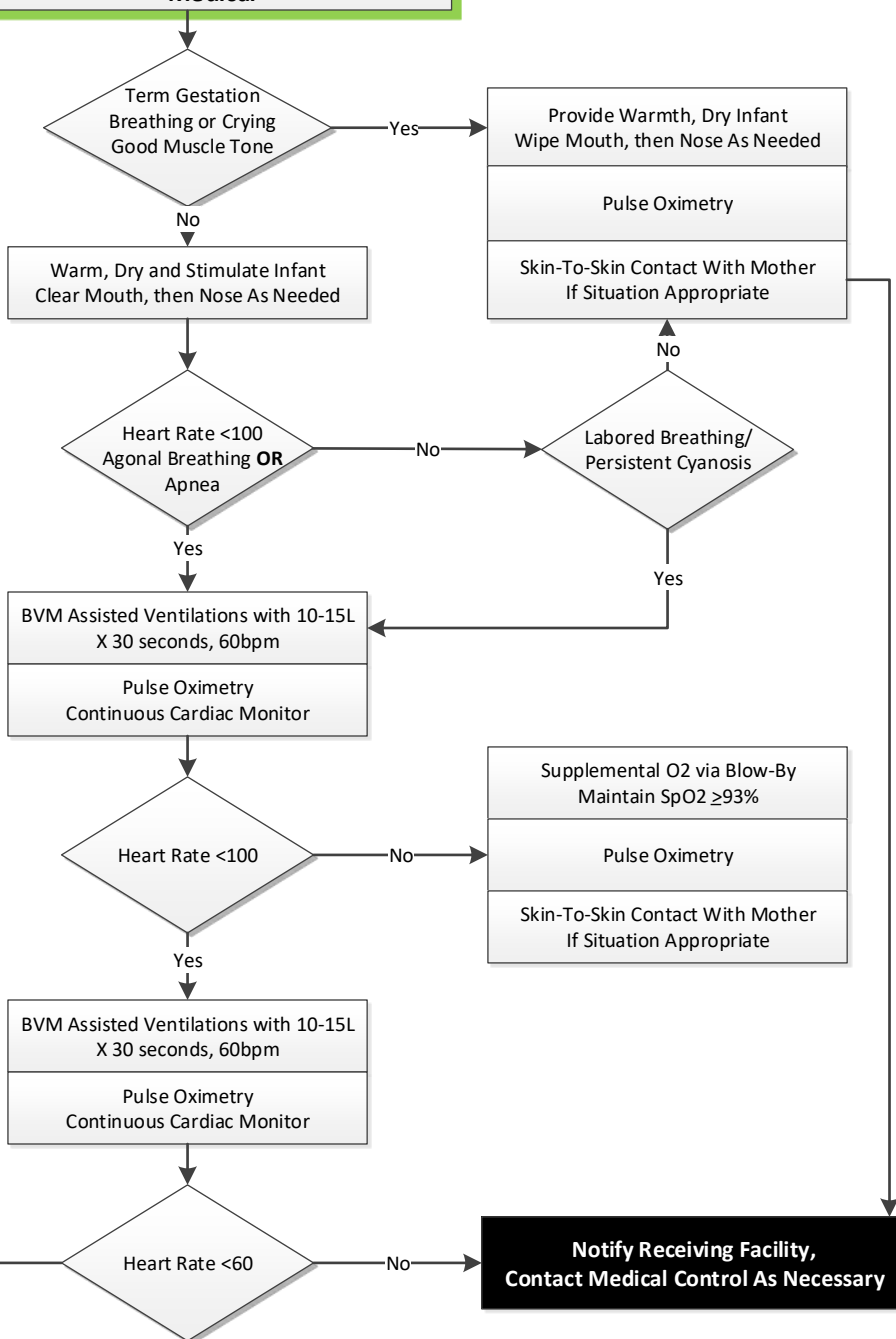 Term Gestation
Breathing or Crying
Good Muscle Tone
Yes
Provide Warmth, Dry Infant
Wipe Mouth, then Nose As Needed
Pulse Oximetry
Skin-To-Skin Contact With Mother
If Situation Appropriate
No
Warm, Dry and Stimulate Infant
Clear Mouth, then Nose As Needed
No
Heart Rate <100
Agonal Breathing OR
Apnea
No
Labored Breathing/
Persistent Cyanosis
Yes
Yes
BVM Assisted Ventilations with 10-15L
X 30 seconds, 60bpm
Pulse Oximetry
Continuous Cardiac Monitor
Heart Rate <100
No
Supplemental O2 via Blow-By
Maintain SpO2 ≥93%
Pulse Oximetry
Skin-To-Skin Contact With Mother
If Situation Appropriate
Yes
BVM Assisted Ventilations with 10-15L
X 30 seconds, 60bpm
Pulse Oximetry
Continuous Cardiac Monitor
Heart Rate <60
No
Notify Receiving Facility,
Contact Medical Control As Necessary